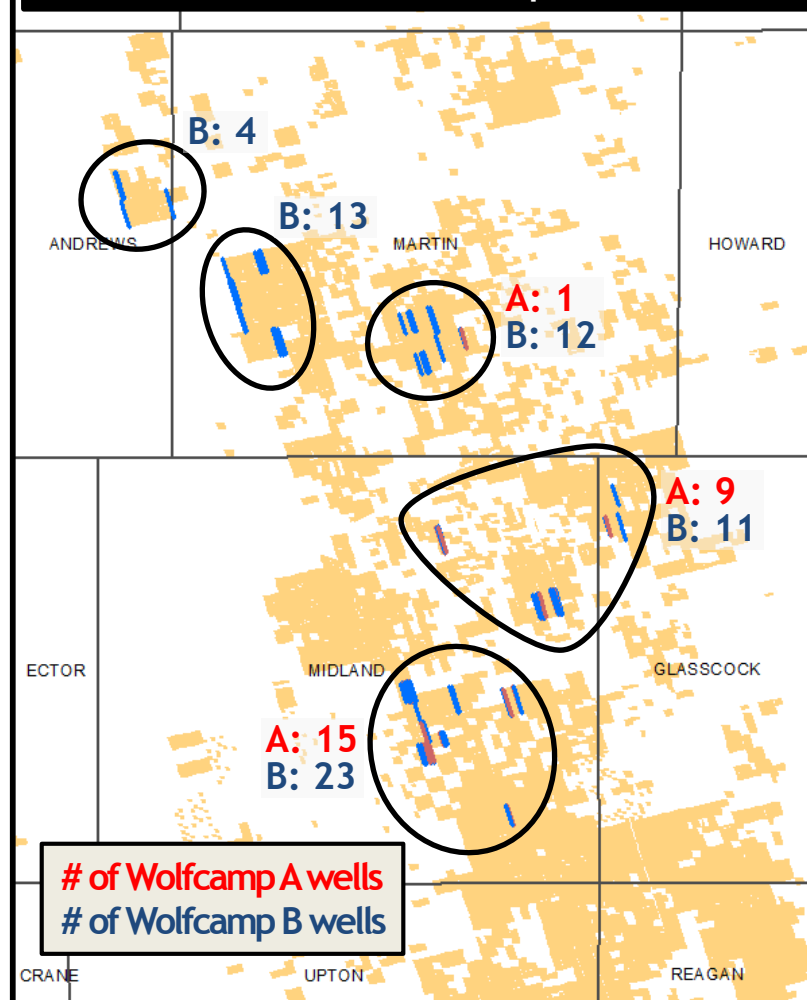 B: 4
B: 13
ANDREWS
MARTIN
HOWARD
A: 1
B: 12
A: 9
B: 11
ECTOR
MIDLAND
GLASSCOCK
A: 15
B: 23
# of Wolfcamp A wells
# of Wolfcamp B wells
CRANE
UPTON
REAGAN